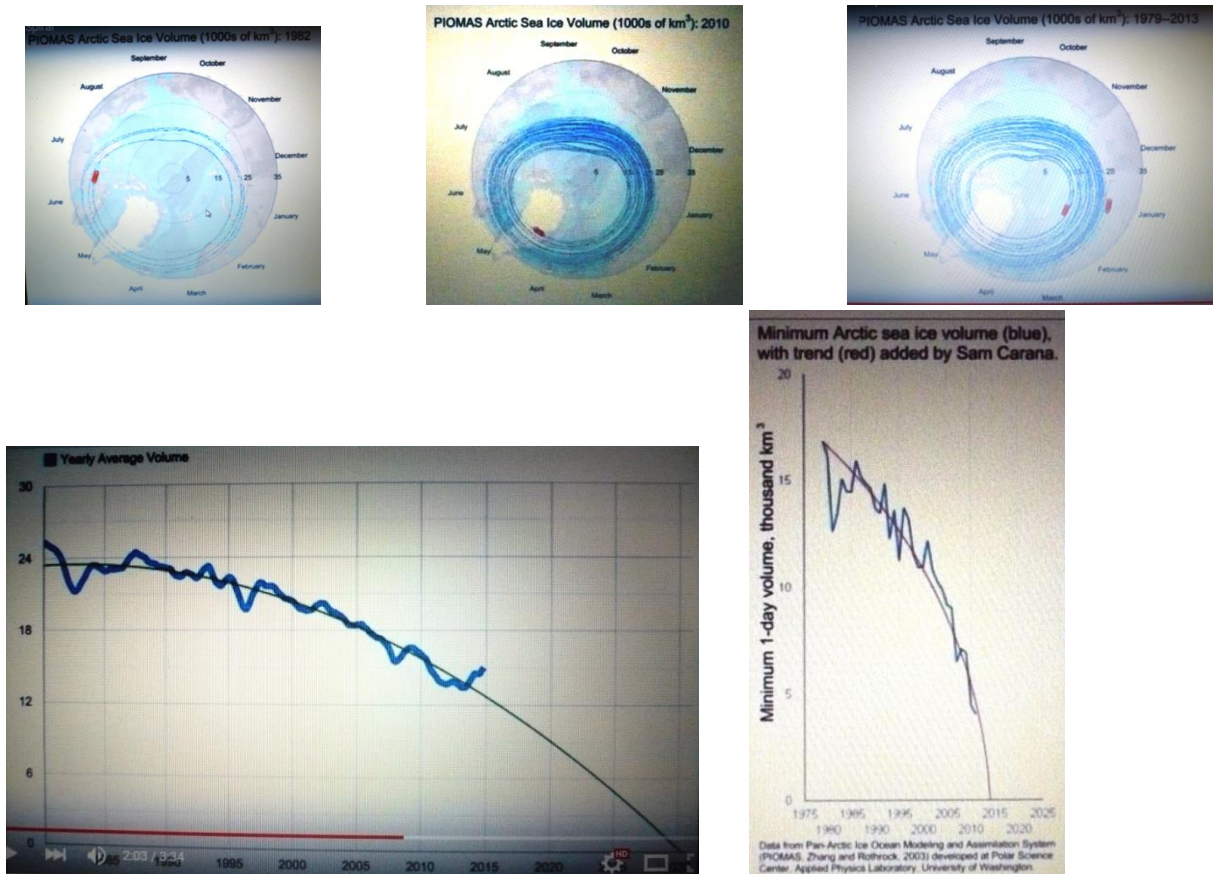 Spiral
PIOMAS Arctic Sea Ice Volume (1000s of km³): 1982
September
October
August
November
July
December
5 15 25 35
June
January
May
February
April
March
PIOMAS Arctic Sea Ice Volume (1000s of km³): 2010
September
October
August
November
July
December
5 15 25 35
June
January
May
February
April
March
PIOMAS Arctic Sea Ice Volume (1000s of km³): 1979–2013
September
October
August
November
July
December
5 15 25 35
June
January
May
February
April
March
Yearly Average Volume
30
24
18
12
6
0
1995 2000 2005 2010 2015 2020
2:03 / 3:34
HD
Minimum Arctic sea ice volume (blue),
with trend (red) added by Sam Carana.
Minimum 1-day volume, thousand km³
20
15
10
5
0
1975 1985 1995 2005 2015 2025
1980 1990 2000 2010 2020
Data from Pan-Arctic Ice Ocean Modeling and Assimilation System
(PIOMAS, Zhang and Rothrock, 2003) developed at Polar Science
Center, Applied Physics Laboratory, University of Washington.